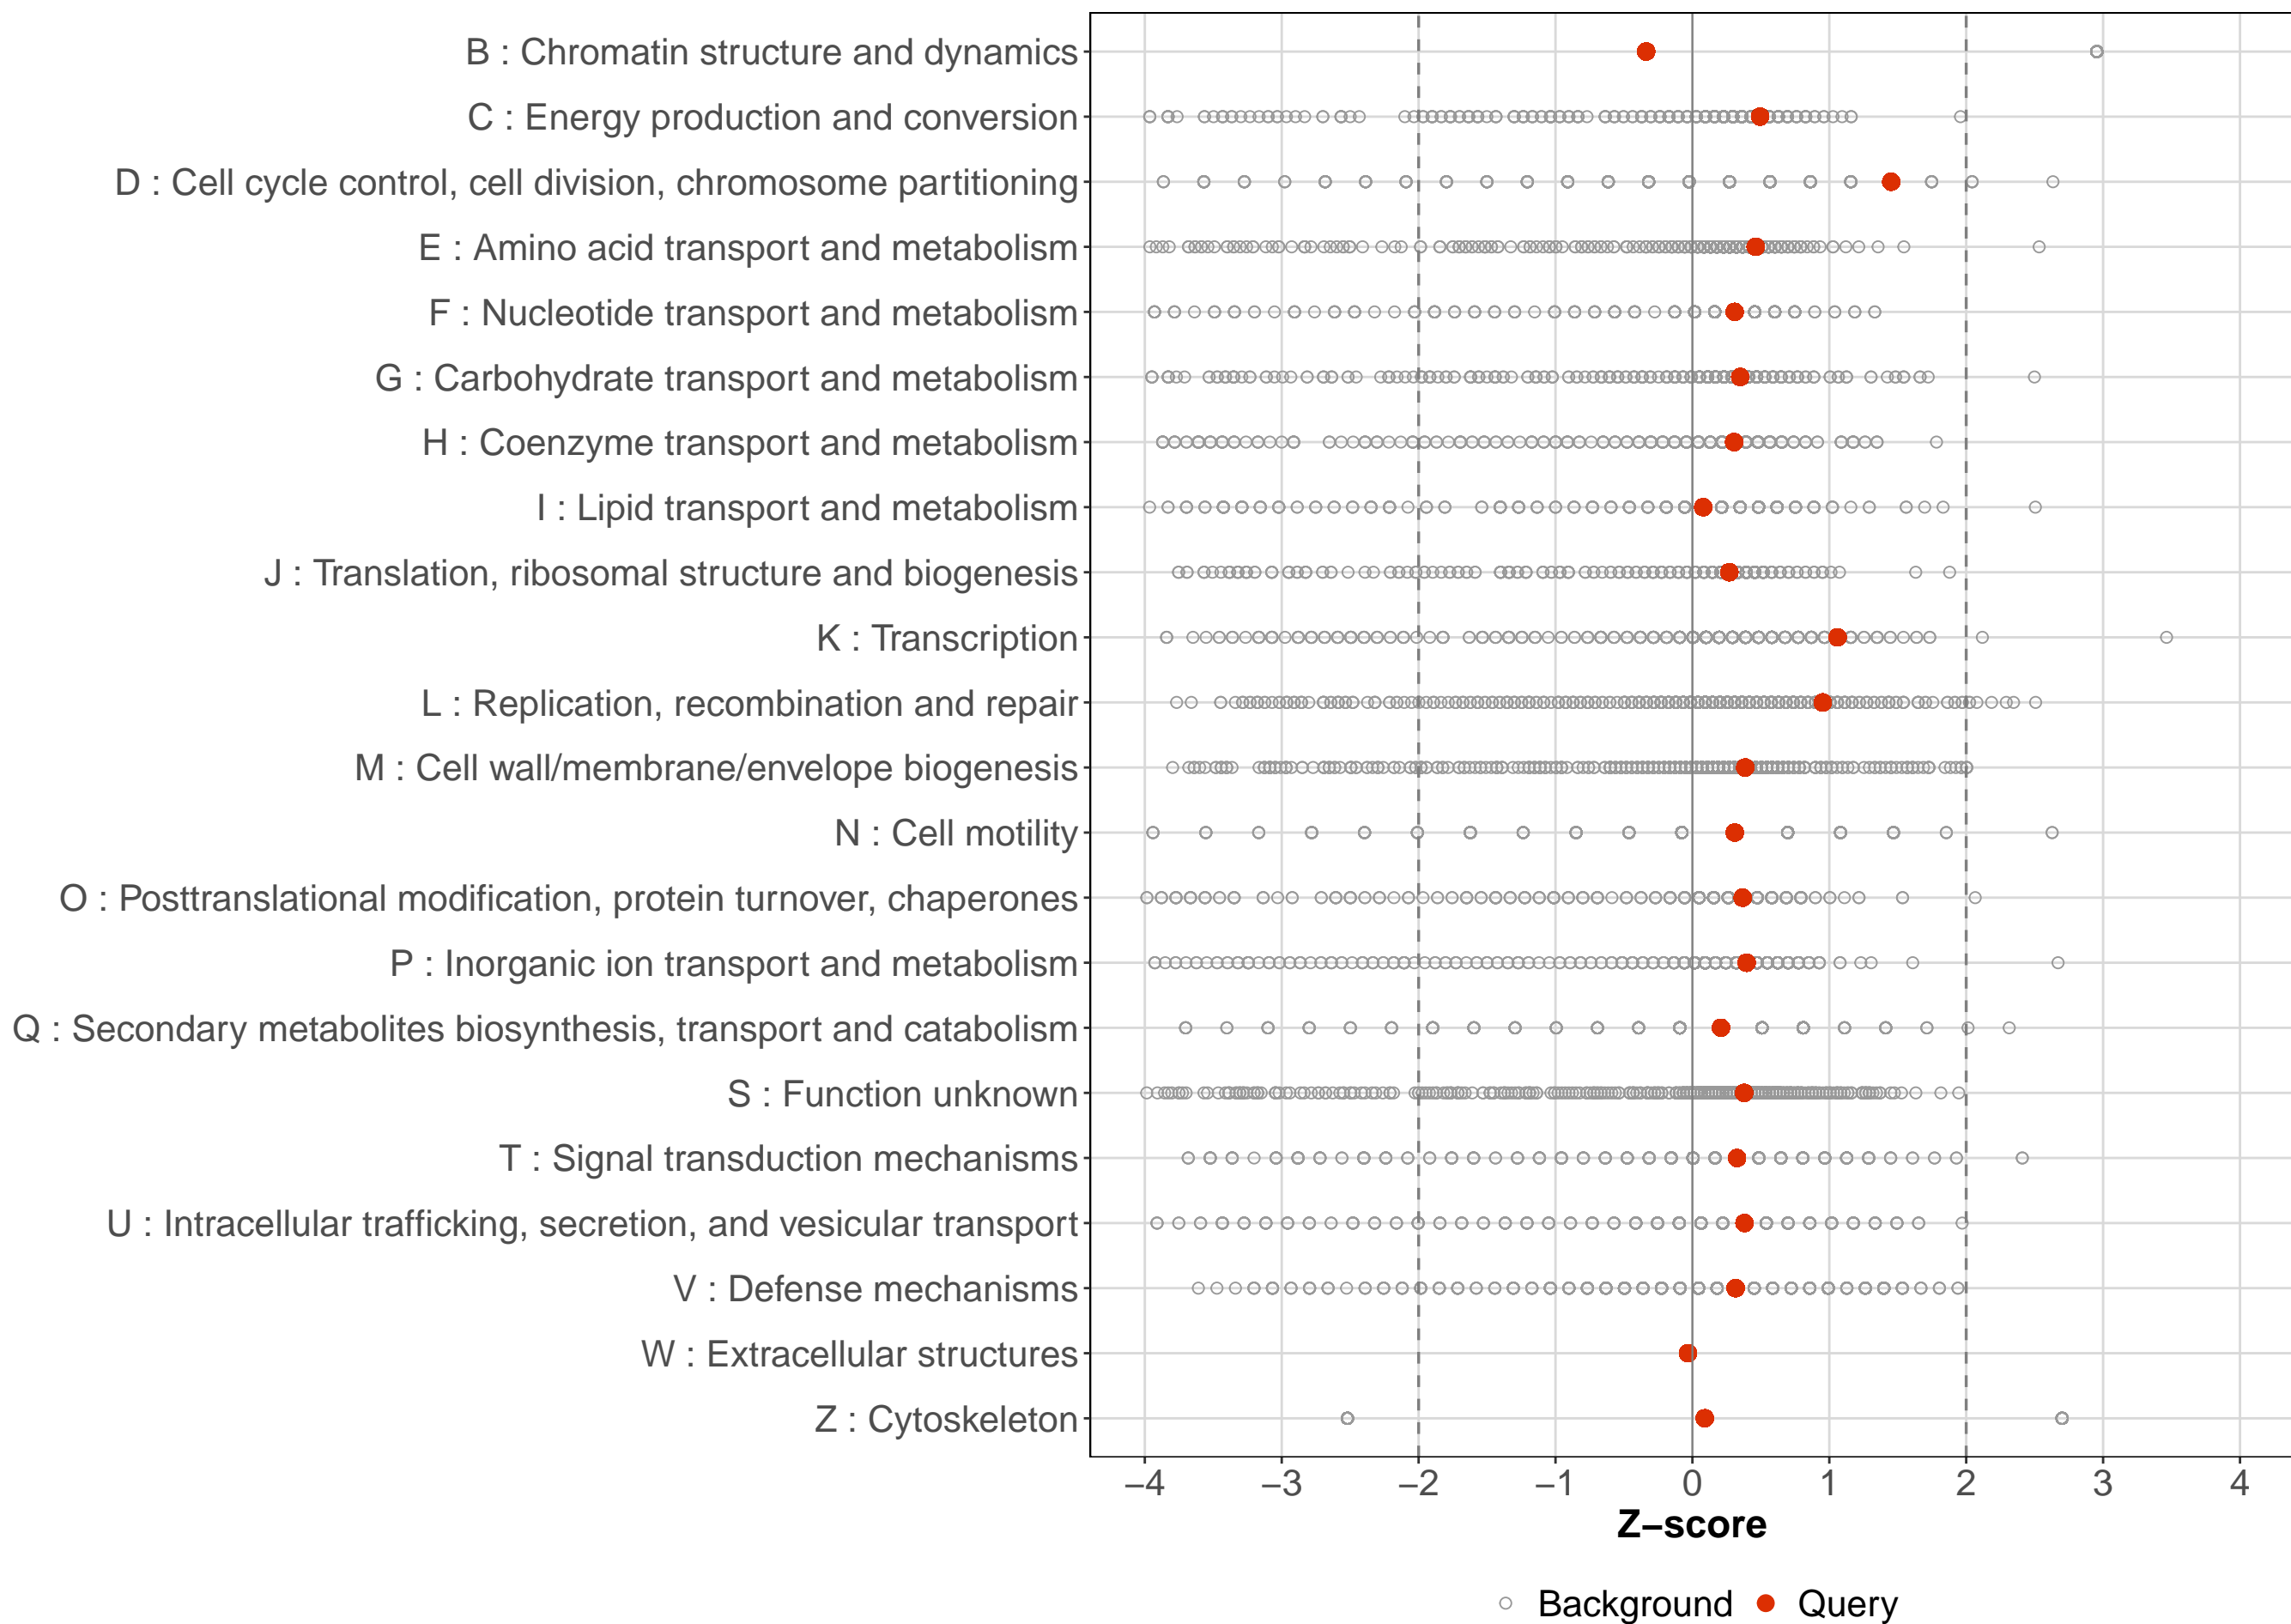 B : Chromatin structure and dynamics
C : Energy production and conversion
D : Cell cycle control, cell division, chromosome partitioning
E : Amino acid transport and metabolism
F : Nucleotide transport and metabolism
G : Carbohydrate transport and metabolism
H : Coenzyme transport and metabolism
I : Lipid transport and metabolism
J : Translation, ribosomal structure and biogenesis
K : Transcription
L : Replication, recombination and repair
M : Cell wall/membrane/envelope biogenesis
N : Cell motility
O : Posttranslational modification, protein turnover, chaperones
P : Inorganic ion transport and metabolism
Q : Secondary metabolites biosynthesis, transport and catabolism
S : Function unknown
T : Signal transduction mechanisms
U : Intracellular trafficking, secretion, and vesicular transport
V : Defense mechanisms
W : Extracellular structures
Z : Cytoskeleton
−4 −3 −2 −1 0 1 2 3 4
Z−score
Background Query